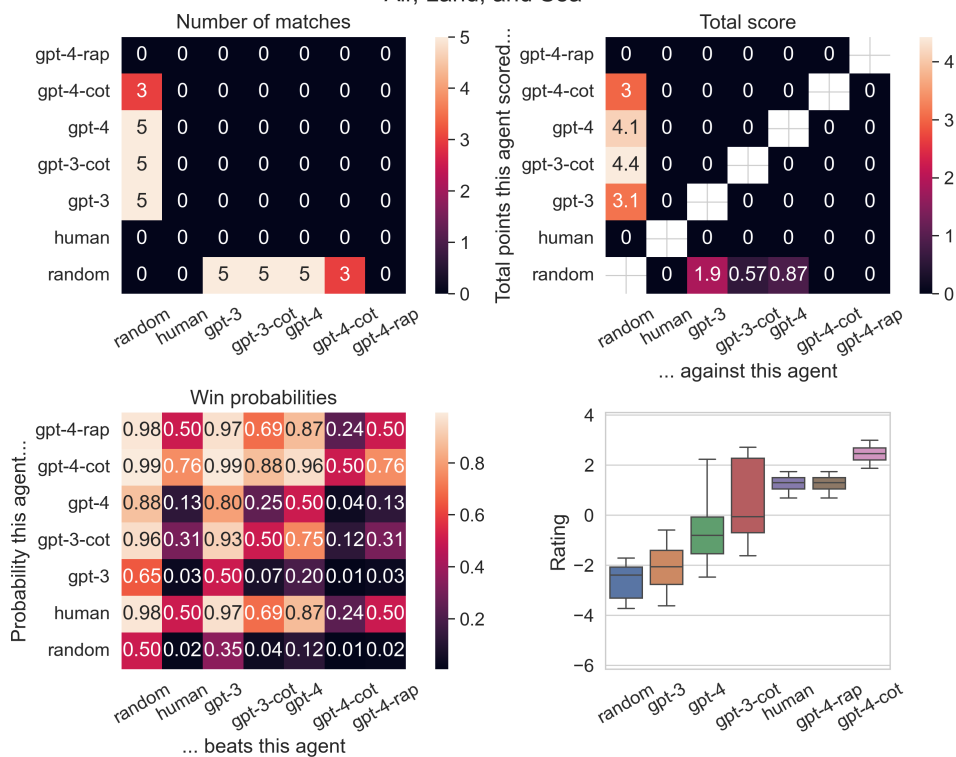 Air, Land, and Sea
Number of matches
gpt-4-rap 0 0 0 0 0 0 0
gpt-4-cot 3 0 0 0 0 0 0
gpt-4 5 0 0 0 0 0 0
gpt-3-cot 5 0 0 0 0 0 0
gpt-3 5 0 0 0 0 0 0
human 0 0 0 0 0 0 0
random 0 0 5 5 5 3 0
random human gpt-3 gpt-3-cot gpt-4 gpt-4-cot gpt-4-rap
5
4
3
2
1
0
Total score
Total points this agent scored...
gpt-4-rap 0 0 0 0 0 0
gpt-4-cot 3 0 0 0 0 0
gpt-4 4.1 0 0 0 0 0
gpt-3-cot 4.4 0 0 0 0 0
gpt-3 3.1 0 0 0 0 0
human 0 0 0 0 0 0
random 0 1.9 0.57 0.87 0 0
random human gpt-3 gpt-3-cot gpt-4 gpt-4-cot gpt-4-rap
... against this agent
4
3
2
1
0
Win probabilities
Probability this agent...
gpt-4-rap 0.98 0.50 0.97 0.69 0.87 0.24 0.50
gpt-4-cot 0.99 0.76 0.99 0.88 0.96 0.50 0.76
gpt-4 0.88 0.13 0.80 0.25 0.50 0.04 0.13
gpt-3-cot 0.96 0.31 0.93 0.50 0.75 0.12 0.31
gpt-3 0.65 0.03 0.50 0.07 0.20 0.01 0.03
human 0.98 0.50 0.97 0.69 0.87 0.24 0.50
random 0.50 0.02 0.35 0.04 0.12 0.01 0.02
random human gpt-3 gpt-3-cot gpt-4 gpt-4-cot gpt-4-rap
... beats this agent
0.8
0.6
0.4
0.2
Rating
4
2
0
−2
−4
−6
random gpt-3 gpt-4 gpt-3-cot human gpt-4-rap gpt-4-cot